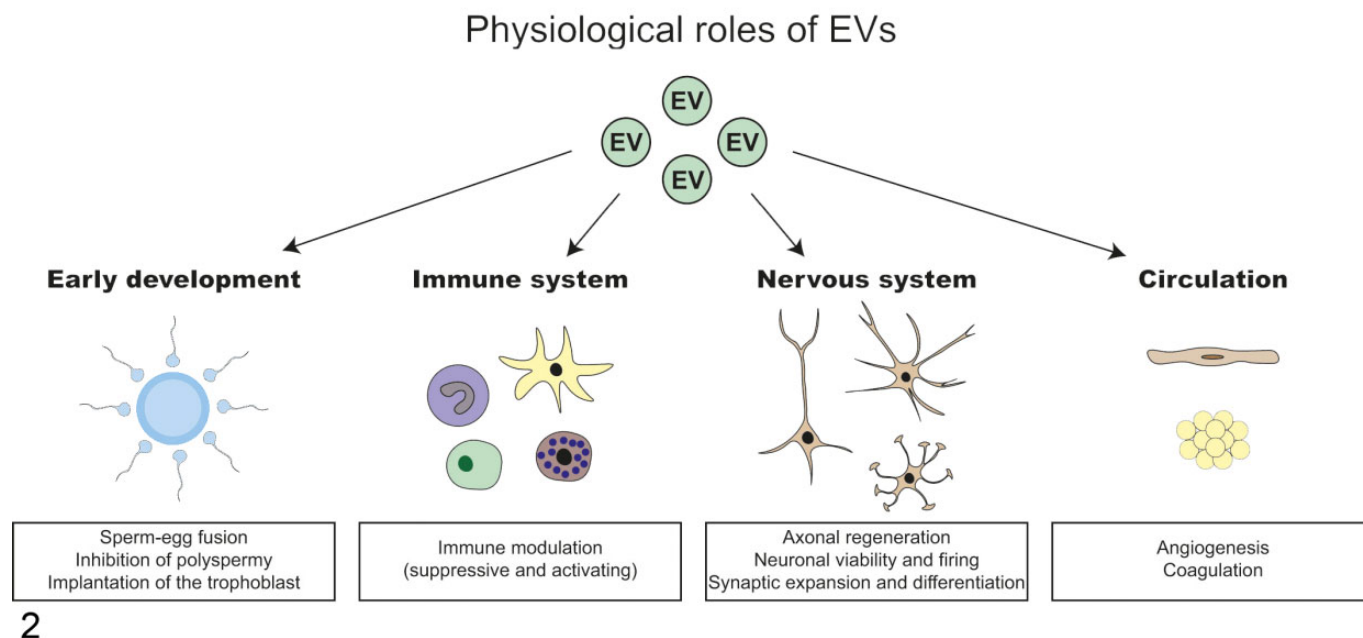 Physiological roles of EVs
EV
EV
EV
EV
Early development
Immune system
Nervous system
Circulation
Sperm-egg fusion
Inhibition of polyspermy
Implantation of the trophoblast
Immune modulation
(suppressive and activating)
Axonal regeneration
Neuronal viability and firing
Synaptic expansion and differentiation
Angiogenesis
Coagulation
2